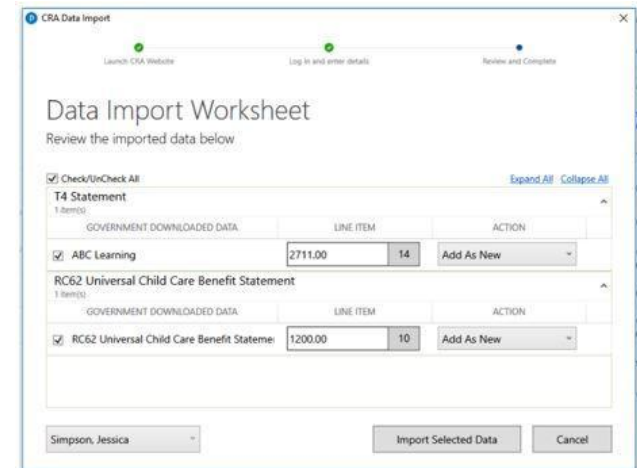 CRA Data Import
Launch CRA Website Log in and enter details Review and Complete
Data Import Worksheet
Review the imported data below
Check/UnCheck All Expand All Collapse All
T4 Statement
1 item(s)
GOVERNMENT DOWNLOADED DATA LINE ITEM ACTION
ABC Learning 2711.00 14 Add As New
RC62 Universal Child Care Benefit Statement
1 item(s)
GOVERNMENT DOWNLOADED DATA LINE ITEM ACTION
RC62 Universal Child Care Benefit Stateme 1200.00 10 Add As New
Simpson, Jessica Import Selected Data Cancel